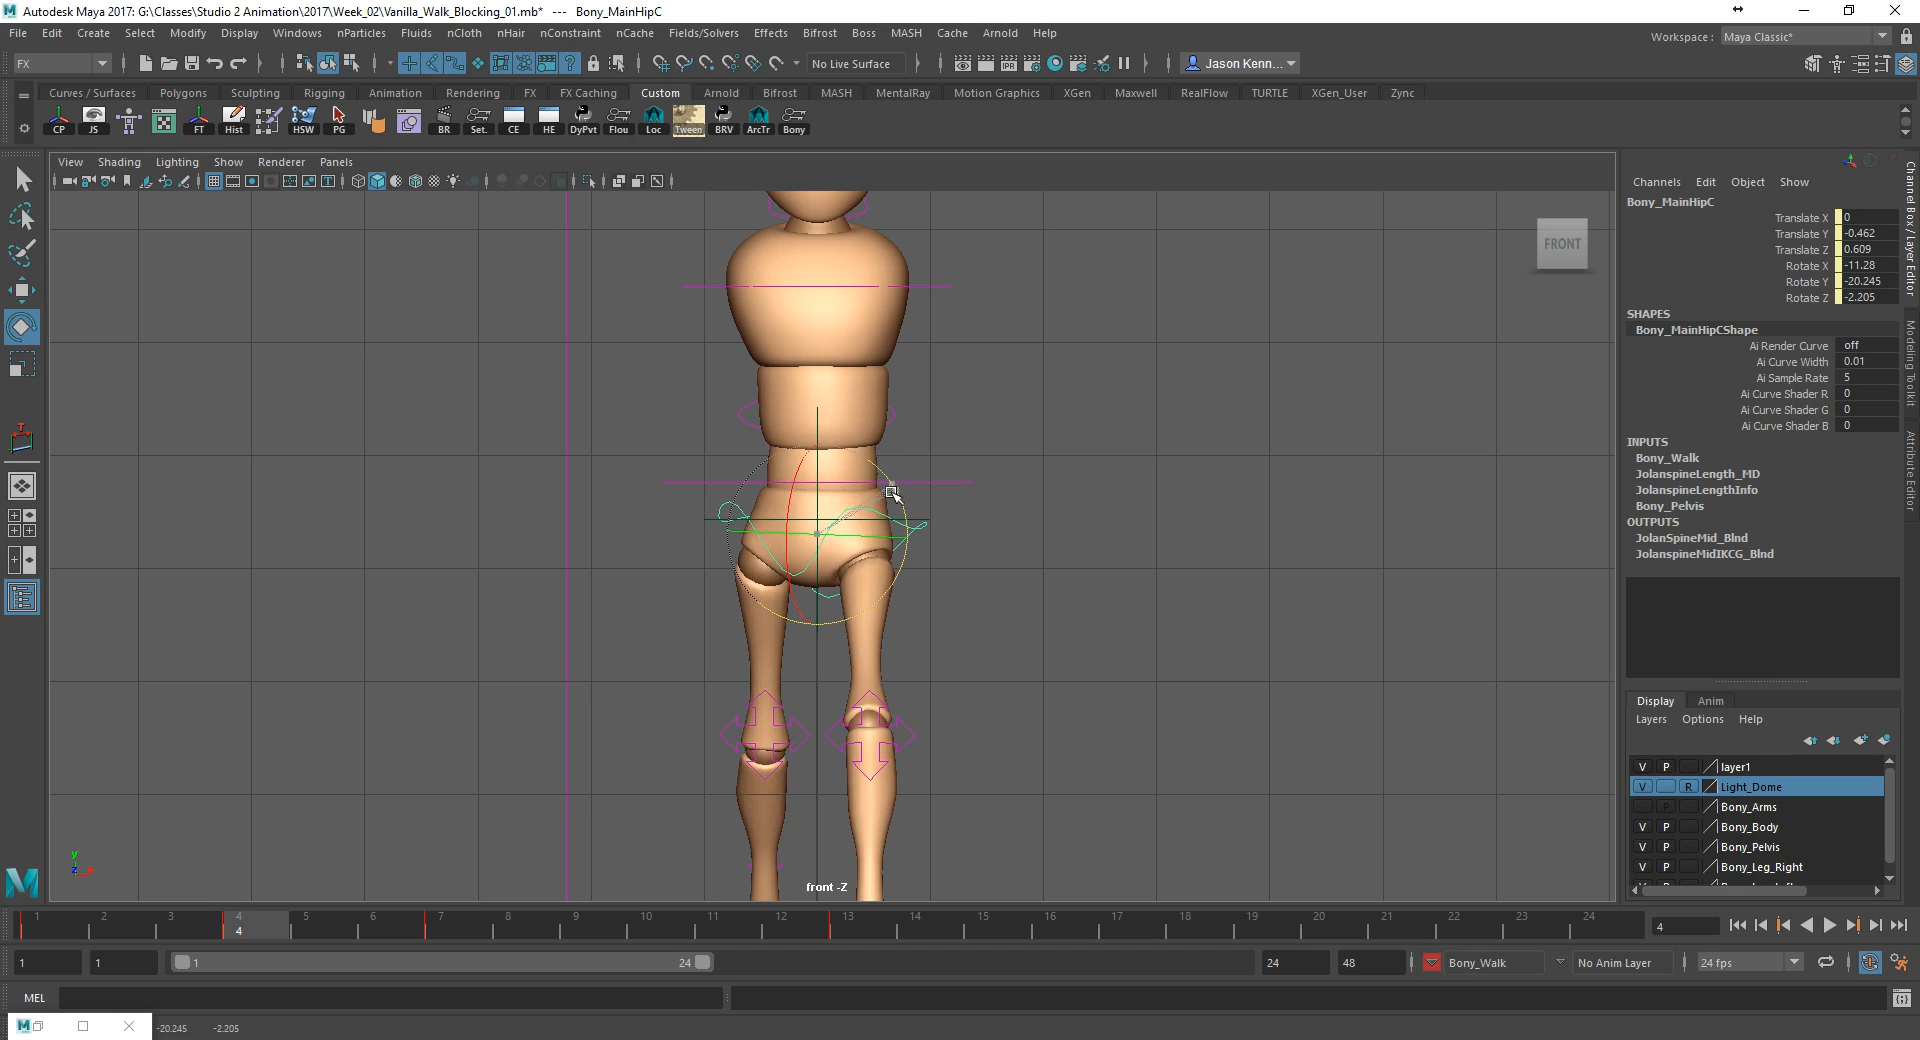 Autodesk Maya 2017: G:\Classes\Studio 2 Animation\2017\Week_02\Vanilla_Walk_Blocking_01.mb*   ---   Bony_MainHipC
File Edit Create Select Modify Display Windows nParticles Fluids nCloth nHair nConstraint nCache Fields/Solvers Effects Bifrost Boss MASH Cache Arnold Help
Workspace : Maya Classic*
FX
No Live Surface
Jason Kenn...
Curves / Surfaces Polygons Sculpting Rigging Animation Rendering FX FX Caching Custom Arnold Bifrost MASH MentalRay Motion Graphics XGen Maxwell RealFlow TURTLE XGen_User Zync
CP JS FT Hist HSW PG BR Set. CE HE DyPvt Flou Loc Tween BRV ArcTr Bony
View Shading Lighting Show Renderer Panels
FRONT
front -Z
y
z
Channels Edit Object Show
Bony_MainHipC
Translate X 0
Translate Y -0.462
Translate Z 0.609
Rotate X -11.28
Rotate Y -20.245
Rotate Z -2.205
SHAPES
Bony_MainHipCShape
Ai Render Curve off
Ai Curve Width 0.01
Ai Sample Rate 5
Ai Curve Shader R 0
Ai Curve Shader G 0
Ai Curve Shader B 0
INPUTS
Bony_Walk
JolanspineLength_MD
JolanspineLengthInfo
Bony_Pelvis
OUTPUTS
JolanSpineMid_Blnd
JolanspineMidIKCG_Blnd
Channel Box / Layer Editor
Modeling Toolkit
Attribute Editor
Display Anim
Layers Options Help
V P layer1
V R Light_Dome
P Bony_Arms
V P Bony_Body
V P Bony_Pelvis
V P Bony_Leg_Right
1 2 3 4 5 6 7 8 9 10 11 12 13 14 15 16 17 18 19 20 21 22 23 24
4
4
1 1 1 24 24 48 Bony_Walk No Anim Layer 24 fps
MEL
-20.245 -2.205